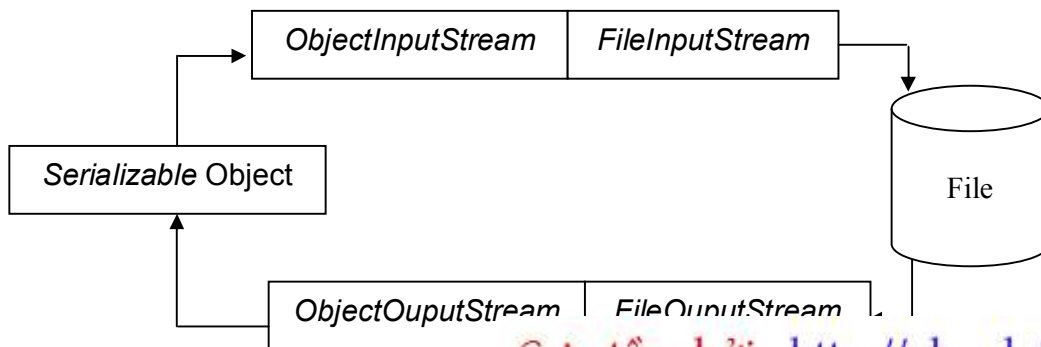 ObjectInputStream FileInputStream
Serializable Object
File
ObjectOuputStream FileOuputStream